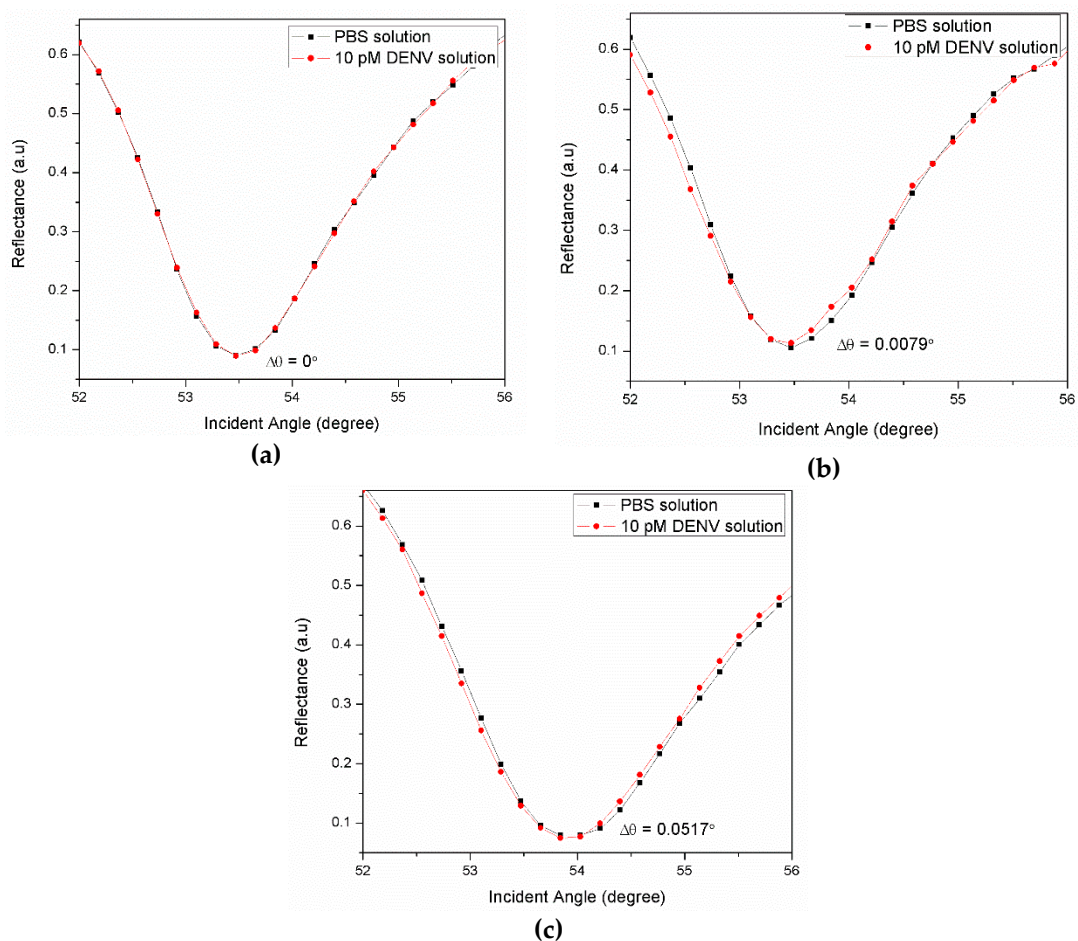 PBS solution
10 pM DENV solution
0.6
0.5
0.4
0.3
0.2
0.1
Reflectance (a.u)
Δθ = 0°
52 53 54 55 56
Incident Angle (degree)
(a)
PBS solution
10 pM DENV solution
0.6
0.5
0.4
0.3
0.2
0.1
Reflectance (a.u)
Δθ = 0.0079°
52 53 54 55 56
Incident Angle (degree)
(b)
PBS solution
10 pM DENV solution
0.6
0.5
0.4
0.3
0.2
0.1
Reflectance (a.u)
Δθ = 0.0517°
52 53 54 55 56
Incident Angle (degree)
(c)